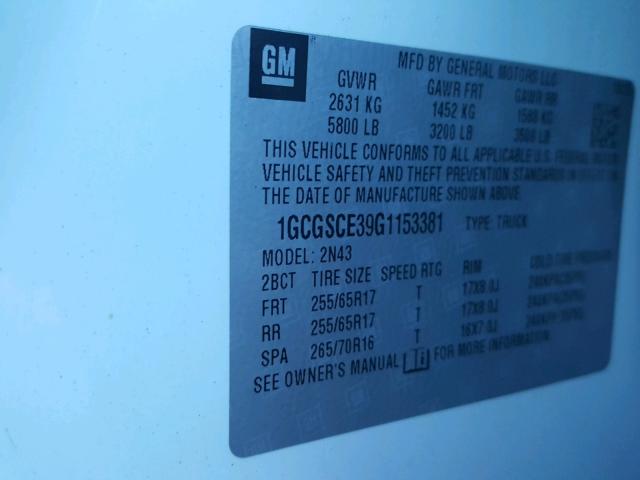 GM
MFD BY GENERAL MOTORS LLC
GVWR GAWR FRT GAWR RR
2631 KG 1452 KG 1588 KG
5800 LB 3200 LB 3500 LB
THIS VEHICLE CONFORMS TO ALL APPLICABLE U.S. FEDERAL MOTOR
VEHICLE SAFETY AND THEFT PREVENTION STANDARDS IN EFFECT ON
THE DATE OF MANUFACTURE SHOWN ABOVE.
1GCGSCE39G1153381 TYPE: TRUCK
MODEL: 2N43
2BCT TIRE SIZE SPEED RTG RIM COLD TIRE PRESSURE
FRT 255/65R17 T 17X8.0J
RR 255/65R17 T 17X8.0J
SPA 265/70R16 T 16X7.0J
SEE OWNER'S MANUAL FOR MORE INFORMATION.